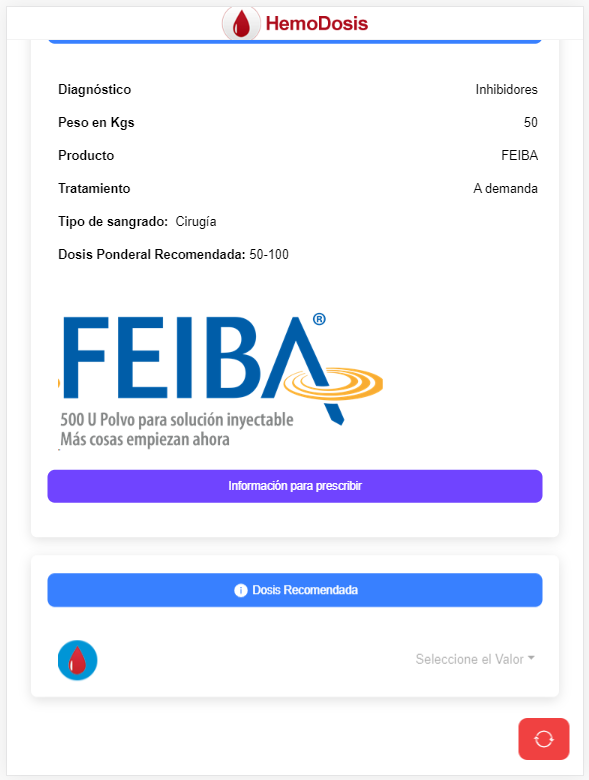 HemoDosis
Diagnóstico Inhibidores
Peso en Kgs 50
Producto FEIBA
Tratamiento A demanda
Tipo de sangrado: Cirugía
Dosis Ponderal Recomendada: 50-100
FEIBA®
500 U Polvo para solución inyectable
Más cosas empiezan ahora
Información para prescribir
Dosis Recomendada
Seleccione el Valor